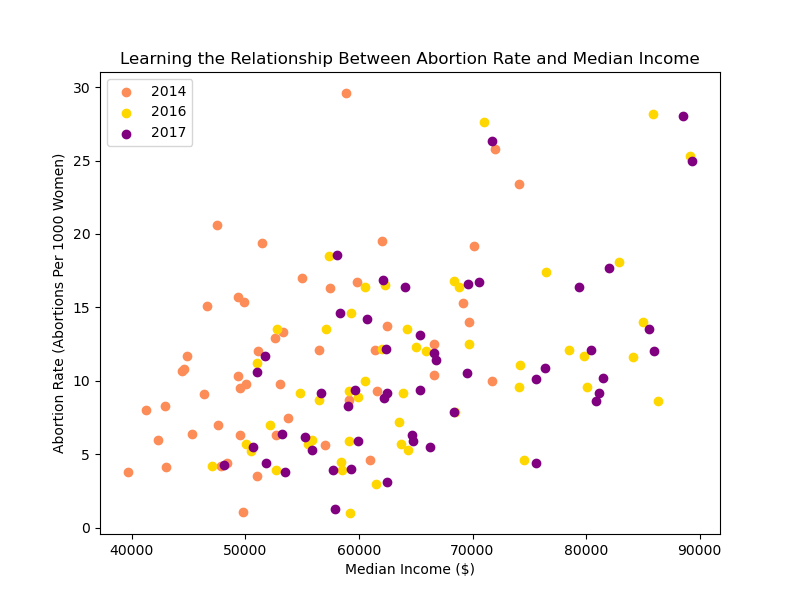 Learning the Relationship Between Abortion Rate and Median Income
2014
2016
2017
Abortion Rate (Abortions Per 1000 Women)
30
25
20
15
10
5
0
40000 50000 60000 70000 80000 90000
Median Income ($)